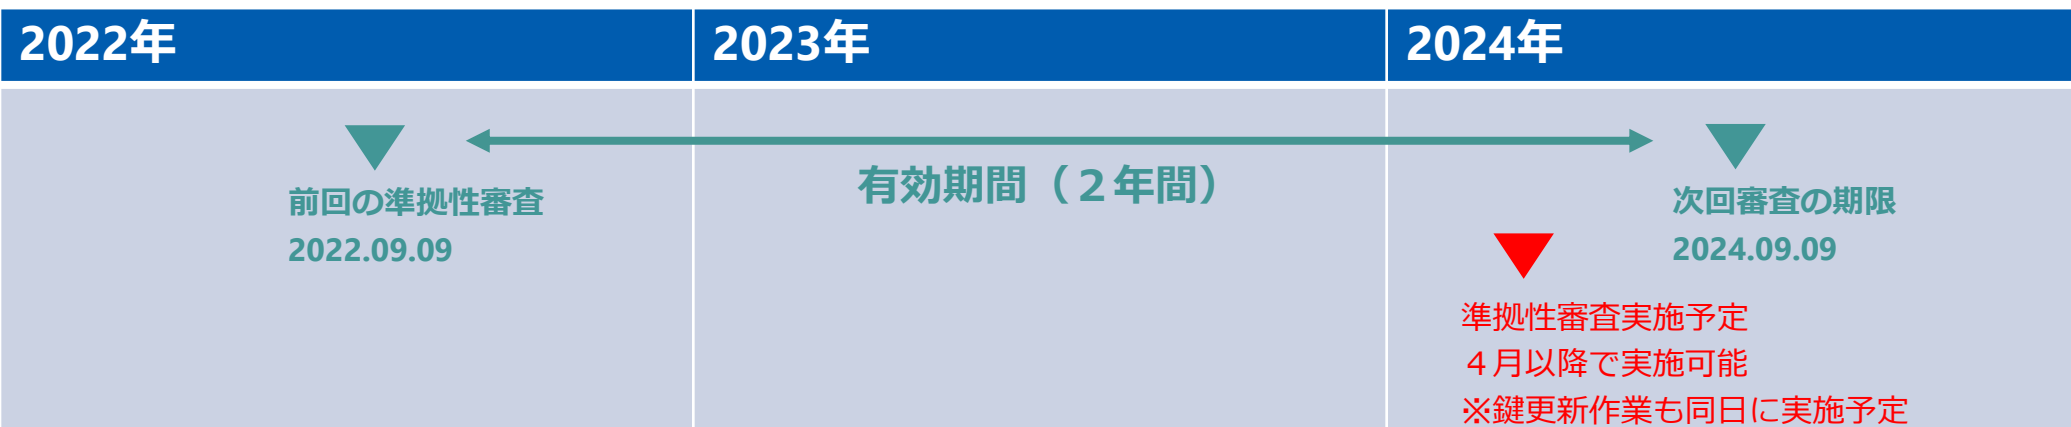 2022年
2023年
2024年
有効期間（２年間）
前回の準拠性審査
2022.09.09
次回審査の期限
2024.09.09
準拠性審査実施予定
４月以降で実施可能
※鍵更新作業も同日に実施予定